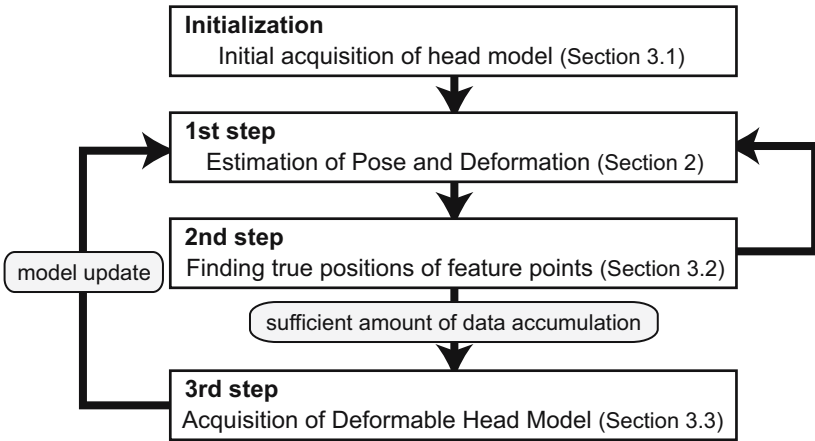 Initialization
Initial acquisition of head model (Section 3.1)
1st step
Estimation of Pose and Deformation (Section 2)
2nd step
Finding true positions of feature points (Section 3.2)
model update
sufficient amount of data accumulation
3rd step
Acquisition of Deformable Head Model (Section 3.3)